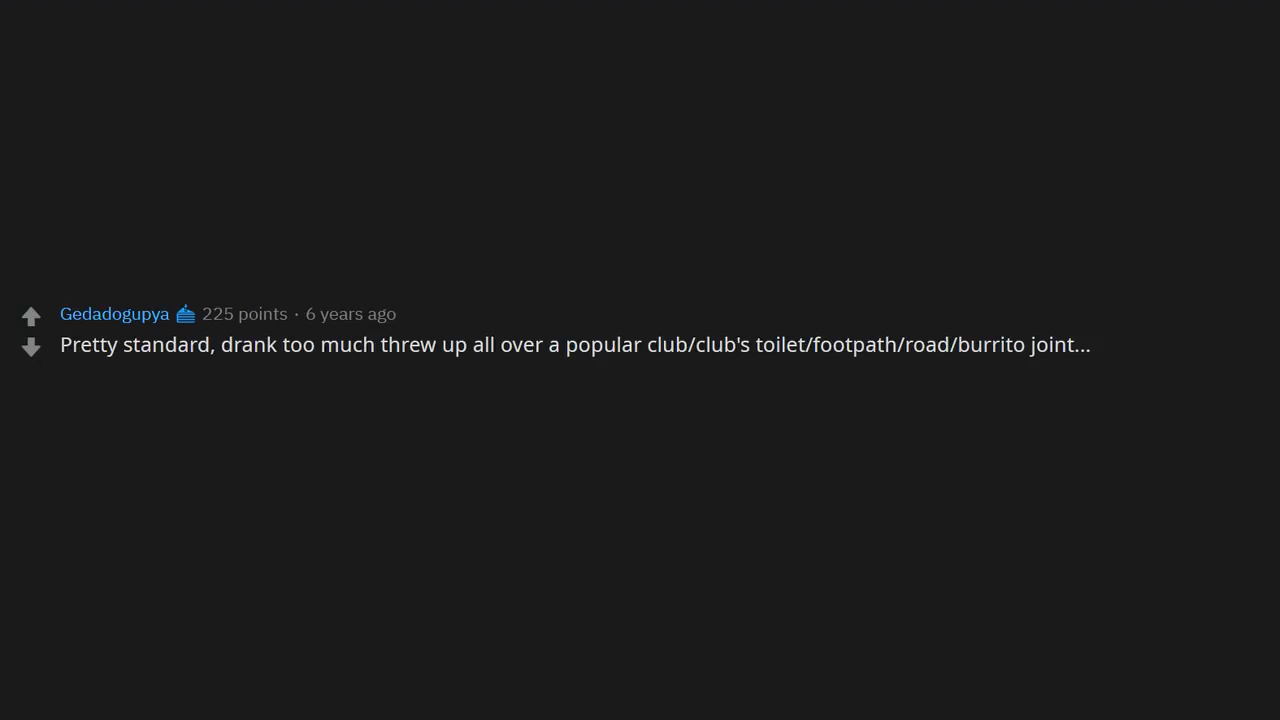 Gedadogupya 225 points · 6 years ago
Pretty standard, drank too much threw up all over a popular club/club's toilet/footpath/road/burrito joint...